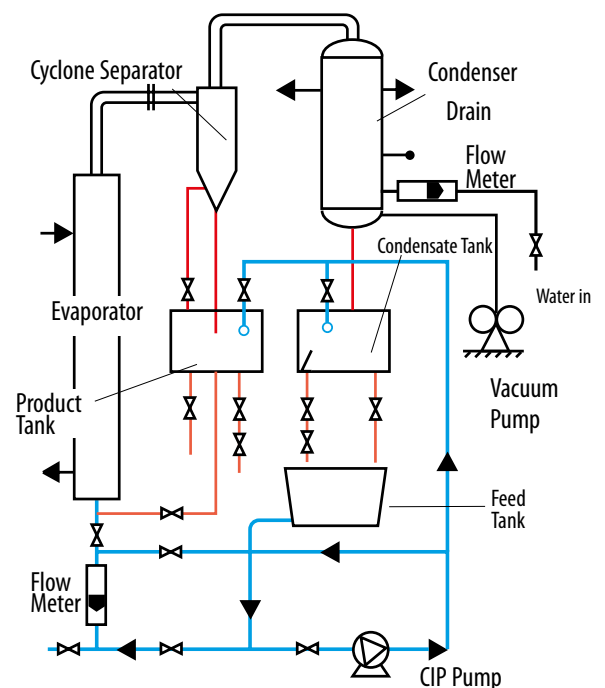 Cyclone Separator
Condenser
Drain
Flow
Meter
Condensate Tank
Water in
Evaporator
Product
Tank
Vacuum
Pump
Feed
Tank
Flow
Meter
CIP Pump